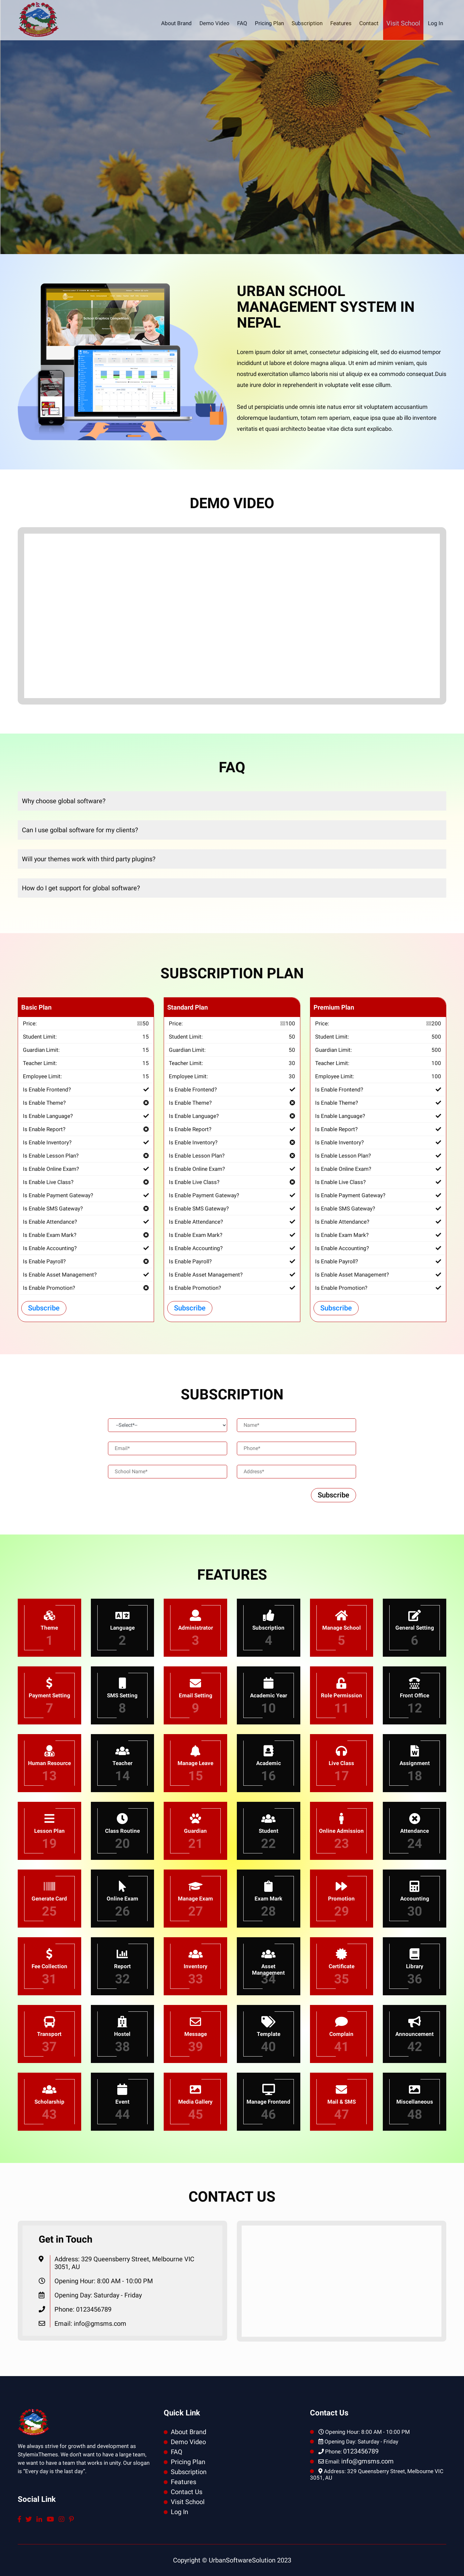 About Brand
Demo Video
FAQ
Pricing Plan
Subscription
Features
Contact
Visit School
Log In
URBAN SCHOOL
MANAGEMENT SYSTEM IN
NEPAL
Lorem ipsum dolor sit amet, consectetur adipisicing elit, sed do eiusmod tempor
incididunt ut labore et dolore magna aliqua. Ut enim ad minim veniam, quis
nostrud exercitation ullamco laboris nisi ut aliquip ex ea commodo consequat.Duis
aute irure dolor in reprehenderit in voluptate velit esse cillum.
Sed ut perspiciatis unde omnis iste natus error sit voluptatem accusantium
doloremque laudantium, totam rem aperiam, eaque ipsa quae ab illo inventore
veritatis et quasi architecto beatae vitae dicta sunt explicabo.
DEMO VIDEO
FAQ
Why choose global software?
Can I use golbal software for my clients?
Will your themes work with third party plugins?
How do I get support for global software?
SUBSCRIPTION PLAN
Basic Plan
Price: 50
Student Limit: 15
Guardian Limit: 15
Teacher Limit: 15
Employee Limit: 15
Is Enable Frontend?
Is Enable Theme?
Is Enable Language?
Is Enable Report?
Is Enable Inventory?
Is Enable Lesson Plan?
Is Enable Online Exam?
Is Enable Live Class?
Is Enable Payment Gateway?
Is Enable SMS Gateway?
Is Enable Attendance?
Is Enable Exam Mark?
Is Enable Accounting?
Is Enable Payroll?
Is Enable Asset Management?
Is Enable Promotion?
Subscribe
Standard Plan
Price: 100
Student Limit: 50
Guardian Limit: 50
Teacher Limit: 30
Employee Limit: 30
Is Enable Frontend?
Is Enable Theme?
Is Enable Language?
Is Enable Report?
Is Enable Inventory?
Is Enable Lesson Plan?
Is Enable Online Exam?
Is Enable Live Class?
Is Enable Payment Gateway?
Is Enable SMS Gateway?
Is Enable Attendance?
Is Enable Exam Mark?
Is Enable Accounting?
Is Enable Payroll?
Is Enable Asset Management?
Is Enable Promotion?
Subscribe
Premium Plan
Price: 200
Student Limit: 500
Guardian Limit: 500
Teacher Limit: 100
Employee Limit: 100
Is Enable Frontend?
Is Enable Theme?
Is Enable Language?
Is Enable Report?
Is Enable Inventory?
Is Enable Lesson Plan?
Is Enable Online Exam?
Is Enable Live Class?
Is Enable Payment Gateway?
Is Enable SMS Gateway?
Is Enable Attendance?
Is Enable Exam Mark?
Is Enable Accounting?
Is Enable Payroll?
Is Enable Asset Management?
Is Enable Promotion?
Subscribe
SUBSCRIPTION
--Select*--
Name*
Email*
Phone*
School Name*
Address*
Subscribe
FEATURES
Theme
1
Language
2
Administrator
3
Subscription
4
Manage School
5
General Setting
6
Payment Setting
7
SMS Setting
8
Email Setting
9
Academic Year
10
Role Permission
11
Front Office
12
Human Resource
13
Teacher
14
Manage Leave
15
Academic
16
Live Class
17
Assignment
18
Lesson Plan
19
Class Routine
20
Guardian
21
Student
22
Online Admission
23
Attendance
24
Generate Card
25
Online Exam
26
Manage Exam
27
Exam Mark
28
Promotion
29
Accounting
30
Fee Collection
31
Report
32
Inventory
33
Asset
Management
34
Certificate
35
Library
36
Transport
37
Hostel
38
Message
39
Template
40
Complain
41
Announcement
42
Scholarship
43
Event
44
Media Gallery
45
Manage Frontend
46
Mail & SMS
47
Miscellaneous
48
CONTACT US
Get in Touch
Address: 329 Queensberry Street, Melbourne VIC
3051, AU
Opening Hour: 8:00 AM - 10:00 PM
Opening Day: Saturday - Friday
Phone: 0123456789
Email: info@gmsms.com
We always strive for growth and development as
StylemixThemes. We don't want to have a large team,
we want to have a team that works in unity. Our slogan
is "Every day is the last day".
Social Link
Quick Link
About Brand
Demo Video
FAQ
Pricing Plan
Subscription
Features
Contact Us
Visit School
Log In
Contact Us
Opening Hour: 8:00 AM - 10:00 PM
Opening Day: Saturday - Friday
Phone: 0123456789
Email: info@gmsms.com
Address: 329 Queensberry Street, Melbourne VIC
3051, AU
Copyright © UrbanSoftwareSolution 2023